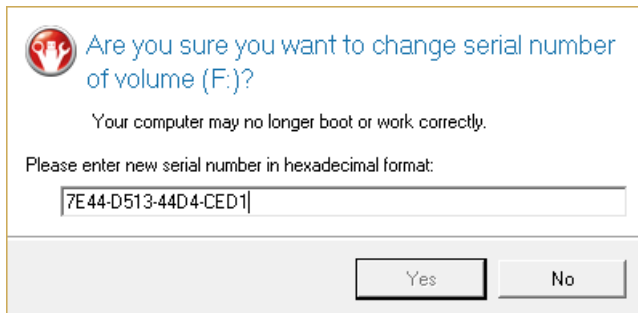 Are you sure you want to change serial number
of volume (F:)?
Your computer may no longer boot or work correctly.
Please enter new serial number in hexadecimal format:
7E44-D513-44D4-CED1
Yes
No